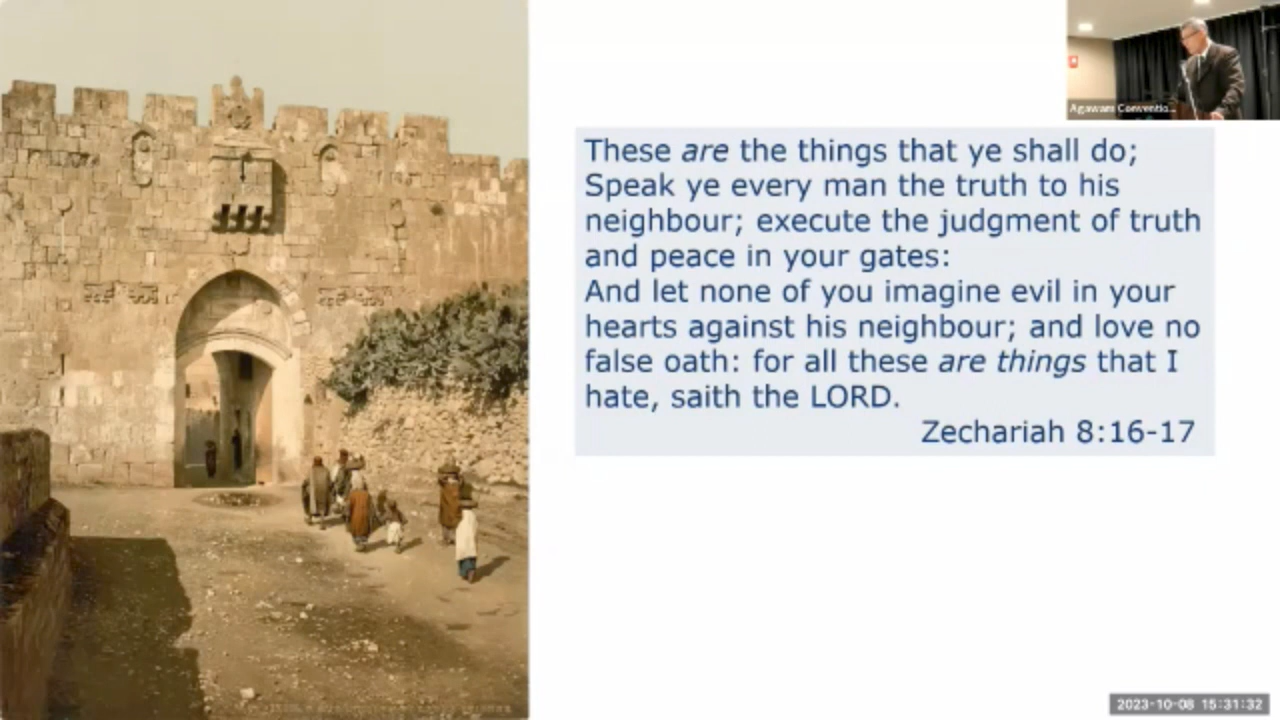 Agawam Conventio...
These are the things that ye shall do;
Speak ye every man the truth to his
neighbour; execute the judgment of truth
and peace in your gates:
And let none of you imagine evil in your
hearts against his neighbour; and love no
false oath: for all these are things that I
hate, saith the LORD.
Zechariah 8:16-17
2023-10-08 15:31:32